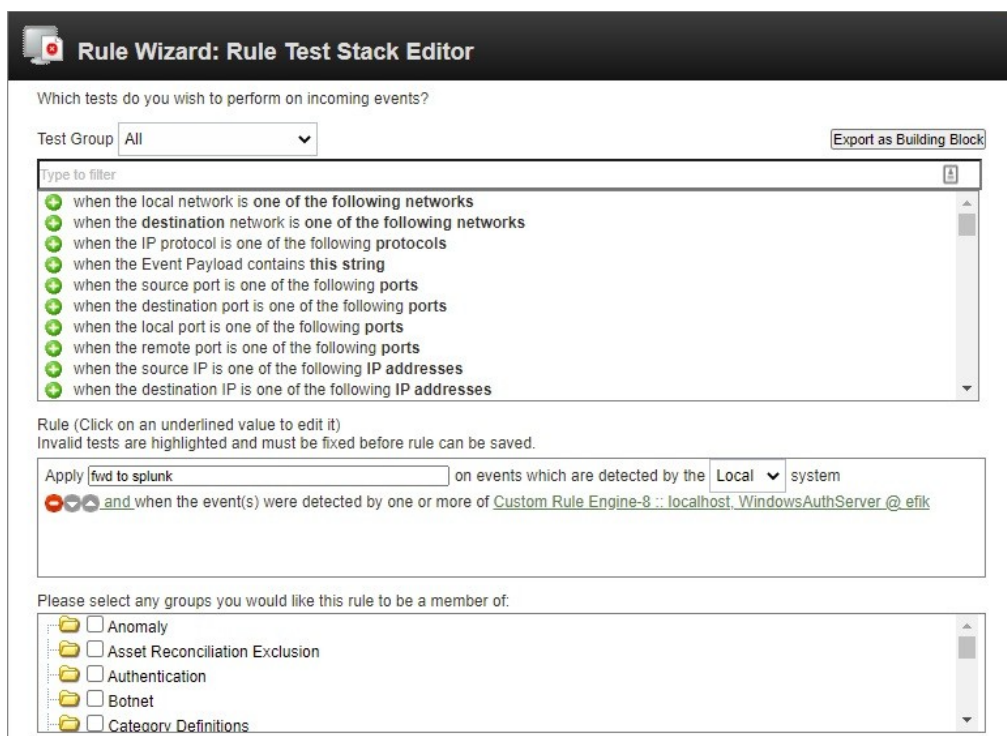 Rule Wizard: Rule Test Stack Editor
Which tests do you wish to perform on incoming events?
Test Group All Export as Building Block
Type to filter
when the local network is one of the following networks
when the destination network is one of the following networks
when the IP protocol is one of the following protocols
when the Event Payload contains this string
when the source port is one of the following ports
when the destination port is one of the following ports
when the local port is one of the following ports
when the remote port is one of the following ports
when the source IP is one of the following IP addresses
when the destination IP is one of the following IP addresses
Rule (Click on an underlined value to edit it)
Invalid tests are highlighted and must be fixed before rule can be saved.
Apply fwd to splunk on events which are detected by the Local system
and when the event(s) were detected by one or more of Custom Rule Engine-8 :: localhost, WindowsAuthServer @ efik
Please select any groups you would like this rule to be a member of:
Anomaly
Asset Reconciliation Exclusion
Authentication
Botnet
Category Definitions